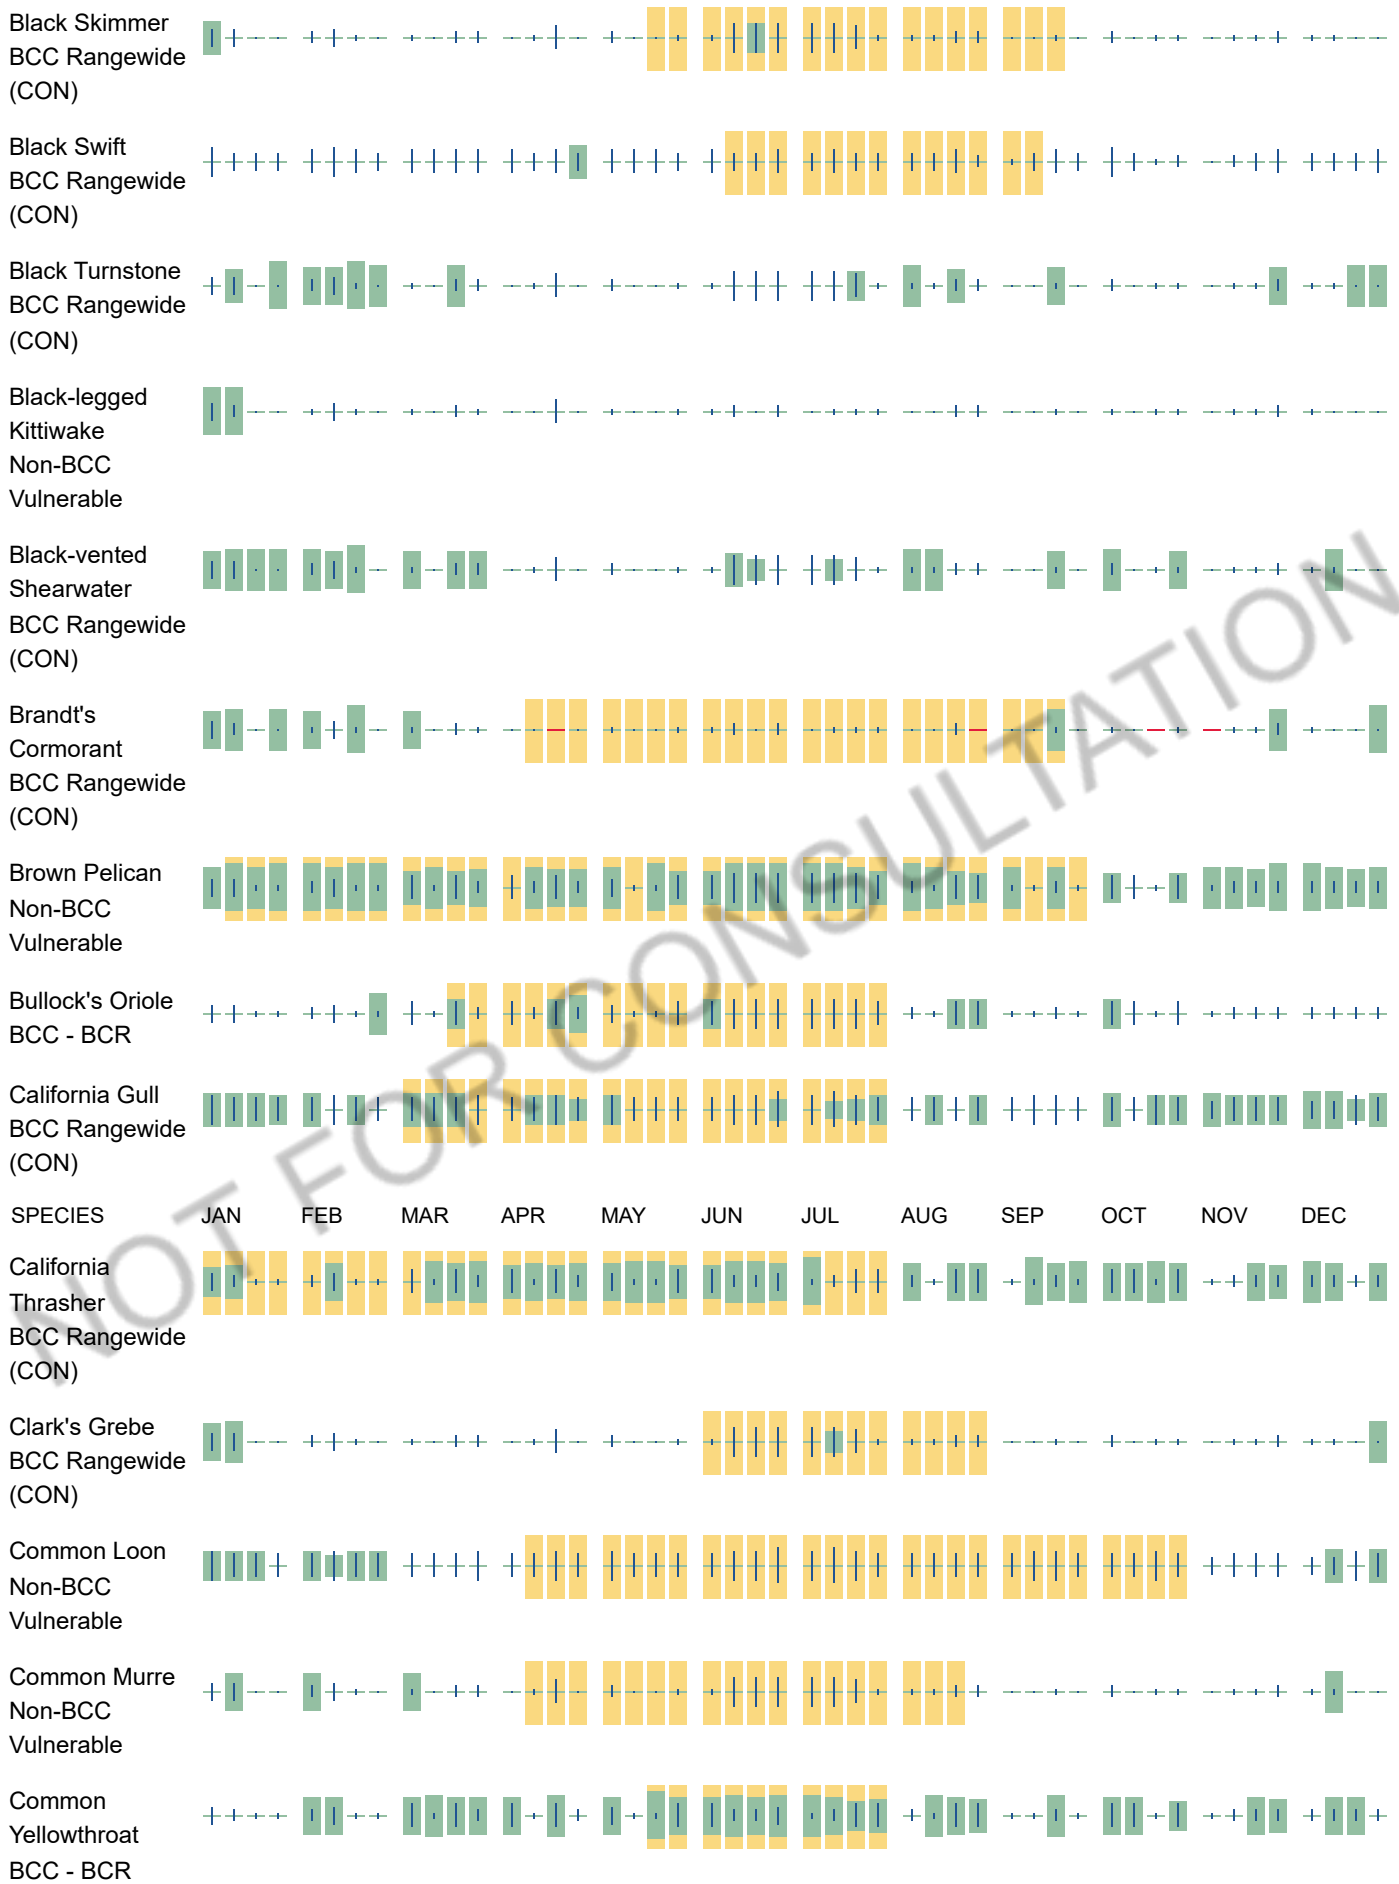 Black Skimmer
BCC Rangewide
(CON)
Black Swift
BCC Rangewide
(CON)
Black Turnstone
BCC Rangewide
(CON)
Black-legged
Kittiwake
Non-BCC
Vulnerable
Black-vented
Shearwater
BCC Rangewide
(CON)
Brandt's
Cormorant
BCC Rangewide
(CON)
Brown Pelican
Non-BCC
Vulnerable
Bullock's Oriole
BCC - BCR
California Gull
BCC Rangewide
(CON)
SPECIES JAN FEB MAR APR MAY JUN JUL AUG SEP OCT NOV DEC
California
Thrasher
BCC Rangewide
(CON)
Clark's Grebe
BCC Rangewide
(CON)
Common Loon
Non-BCC
Vulnerable
Common Murre
Non-BCC
Vulnerable
Common
Yellowthroat
BCC - BCR
NOT FOR CONSULTATION